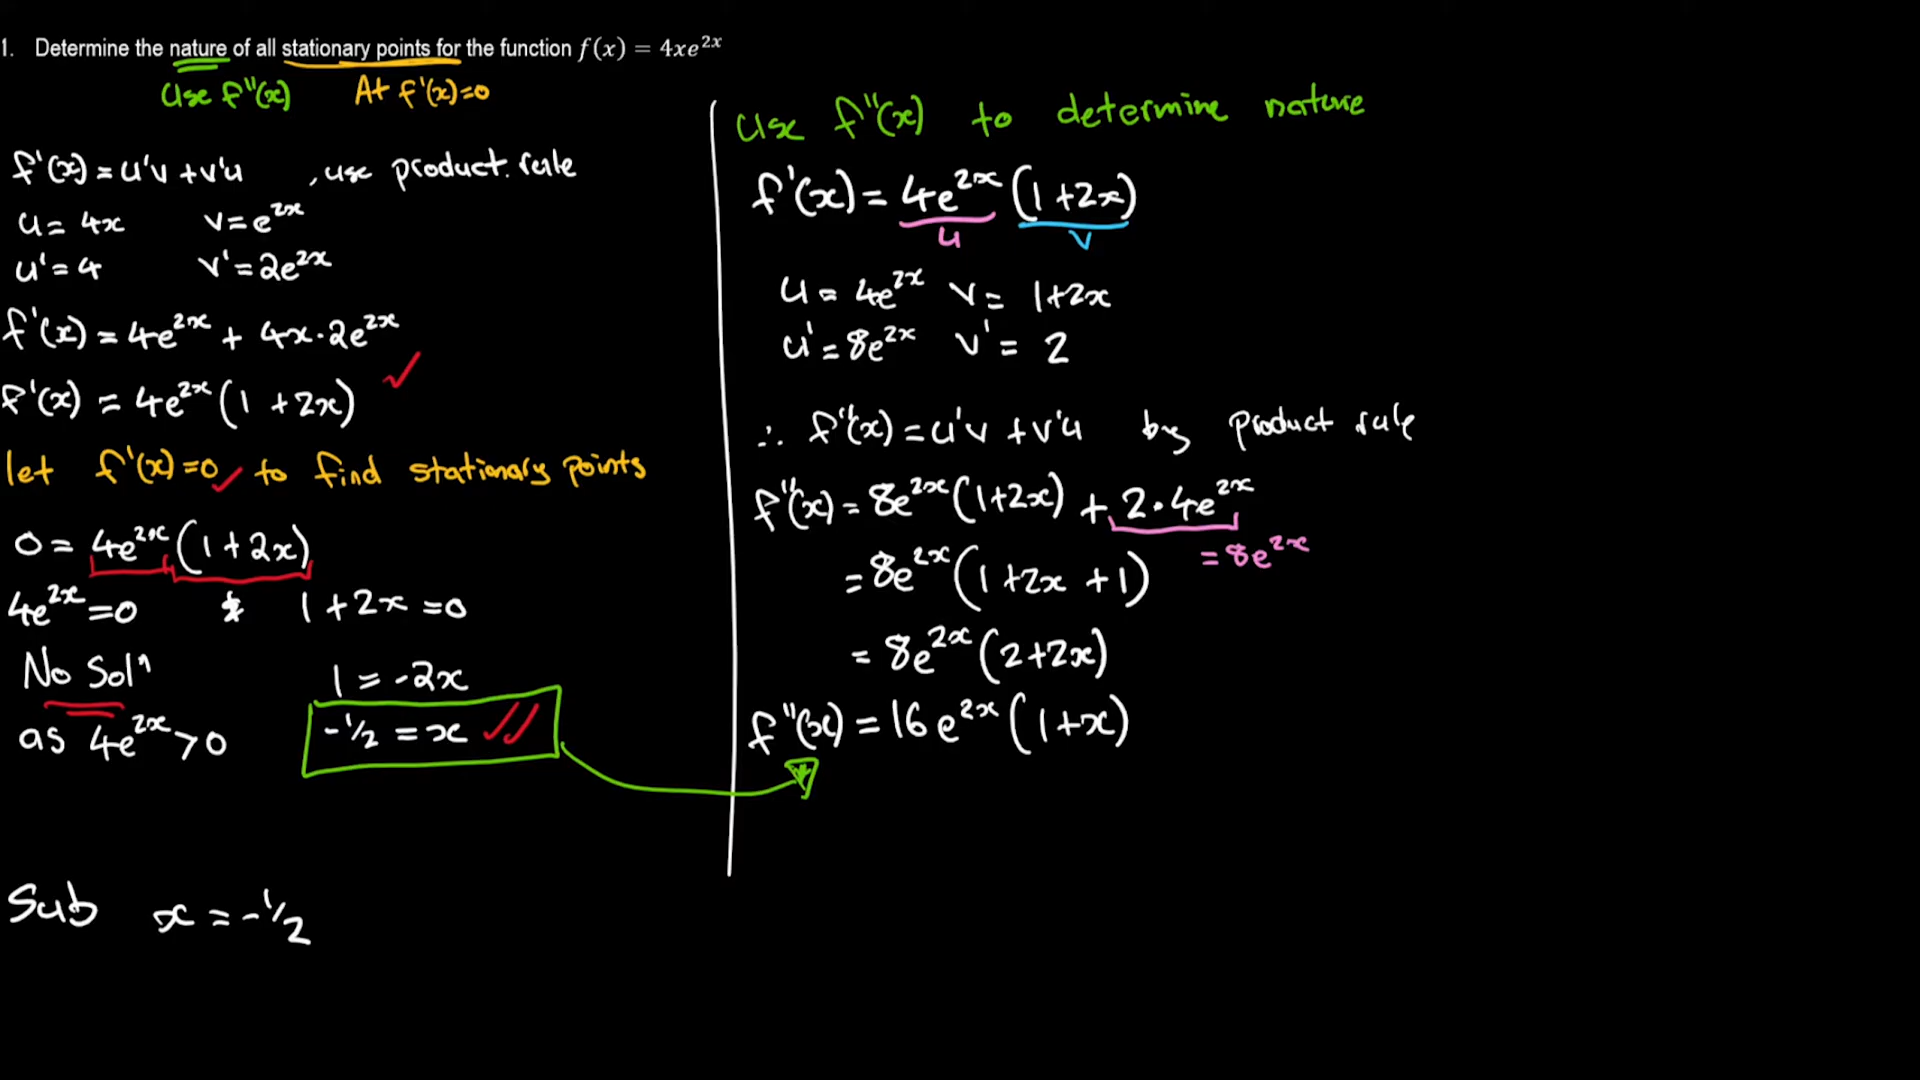 1. Determine the nature of all stationary points for the function f(x) = 4xe^{2x}
Use f''(x) At f'(x)=0
f'(x) = u'v + v'u , use product rule
u = 4x v = e^{2x}
u' = 4 v' = 2e^{2x}
f'(x) = 4e^{2x} + 4x·2e^{2x}
f'(x) = 4e^{2x}(1 + 2x) ✓
let f'(x)=0 ✓ to find stationary points
0 = 4e^{2x}(1 + 2x)
4e^{2x} = 0 & 1 + 2x = 0
No Solⁿ 1 = -2x
as 4e^{2x} > 0 -1/2 = x ✓✓
Sub x = -1/2
Use f''(x) to determine nature
f'(x) = 4e^{2x}(1+2x)
u v
u = 4e^{2x} v = 1+2x
u' = 8e^{2x} v' = 2
∴ f''(x) = u'v + v'u by product rule
f''(x) = 8e^{2x}(1+2x) + 2·4e^{2x}
= 8e^{2x}
= 8e^{2x}(1+2x+1)
= 8e^{2x}(2+2x)
f''(x) = 16e^{2x}(1+x)